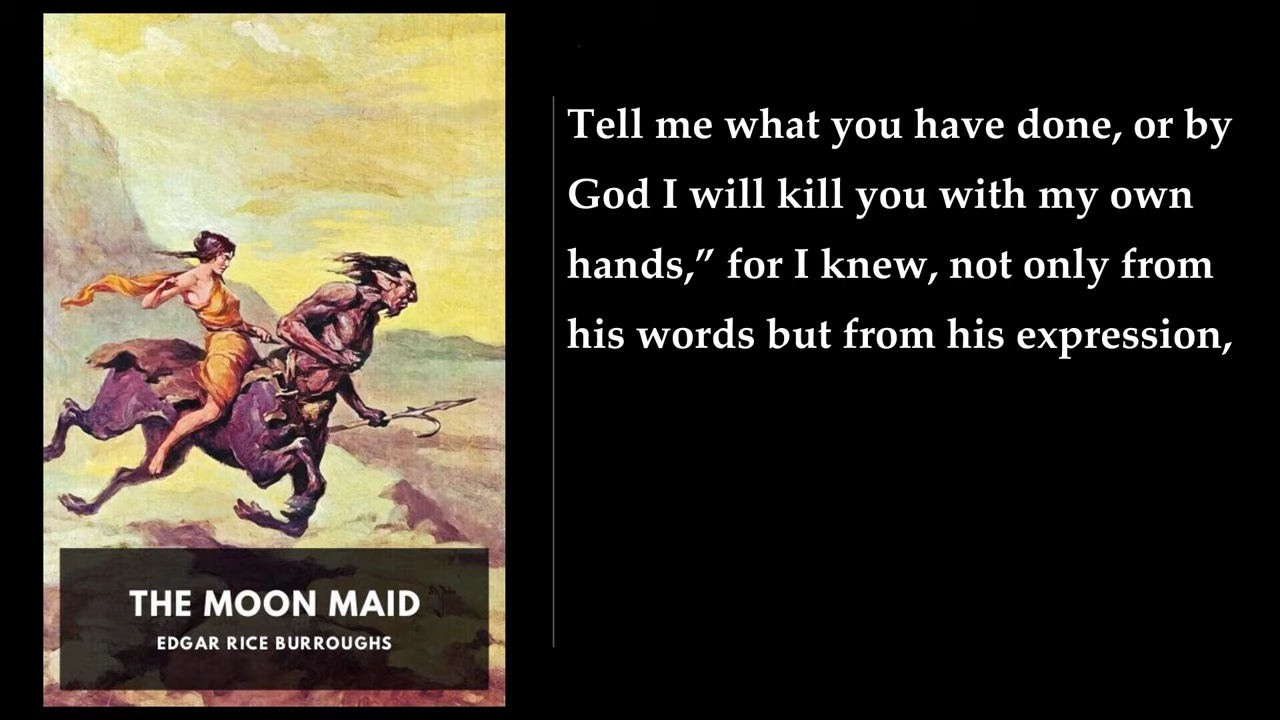 Tell me what you have done, or by
God I will kill you with my own
hands,” for I knew, not only from
his words but from his expression,
THE MOON MAID
EDGAR RICE BURROUGHS